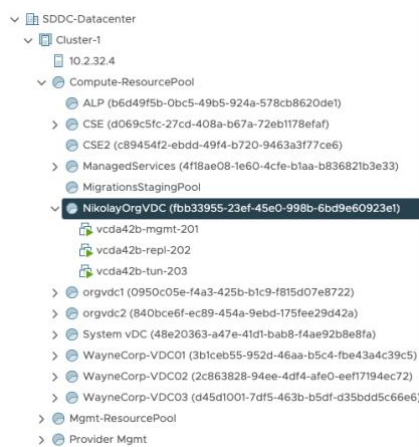 SDDC-Datacenter
Cluster-1
10.2.32.4
Compute-ResourcePool
ALP (b6d49f5b-0bc5-49b5-924a-578cb8620de1)
CSE (d069c5fc-27cd-408a-b67a-72eb1178efaf)
CSE2 (c89454f2-ebdd-49f4-b720-9463a3f77ce6)
ManagedServices (4f18ae08-1e60-4cfe-b1aa-b836821b3e33)
MigrationsStagingPool
NikolayOrgVDC (fbb33955-23ef-45e0-998b-6bd9e60923e1)
vcda42b-mgmt-201
vcda42b-repl-202
vcda42b-tun-203
orgvdc1 (0950c05e-f4a3-425b-b1c9-f815d07e8722)
orgvdc2 (840bce6f-ec89-454a-9ebd-175fee29d42a)
System vDC (48e20363-a47e-41d1-bab8-f4ae92b8e8fa)
WayneCorp-VDC01 (3b1ceb55-952d-46aa-b5c4-fbe43a4c39c5)
WayneCorp-VDC02 (2c863828-94ee-4df4-afe0-eef17194ec72)
WayneCorp-VDC03 (d45d1001-7df5-463b-b5df-d35bdd5c66e6)
Mgmt-ResourcePool
Provider Mgmt